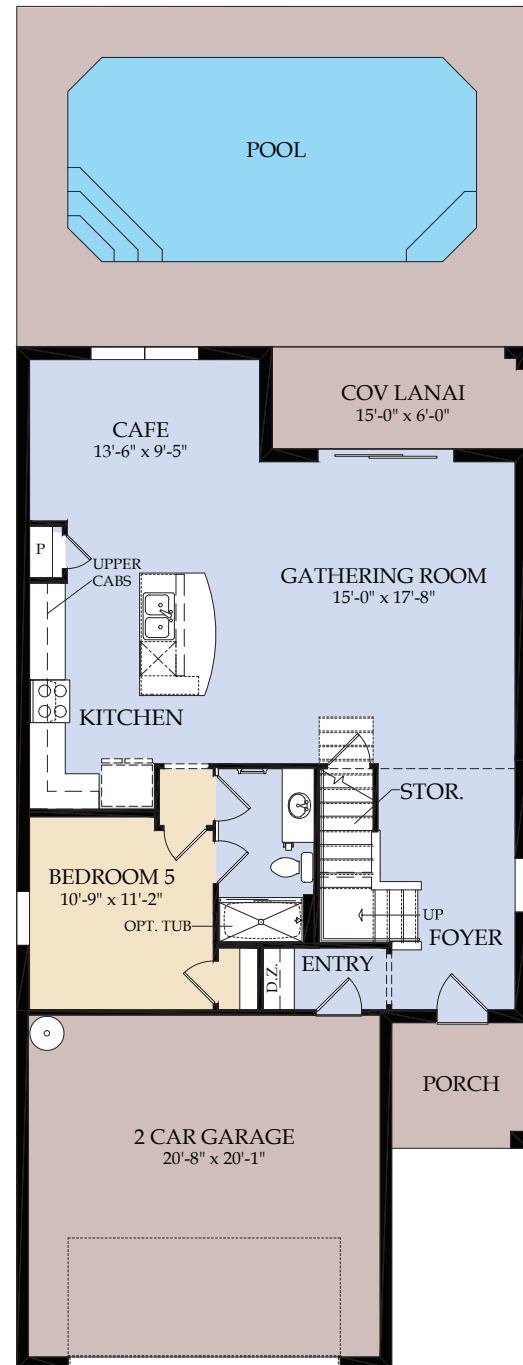 POOL
COV LANAI
15'-0" x 6'-0"
CAFE
13'-6" x 9'-5"
P
UPPER
CABS
GATHERING ROOM
15'-0" x 17'-8"
KITCHEN
STOR.
BEDROOM 5
10'-9" x 11'-2"
OPT. TUB
UP
FOYER
ENTRY
D.Z.
PORCH
2 CAR GARAGE
20'-8" x 20'-1"